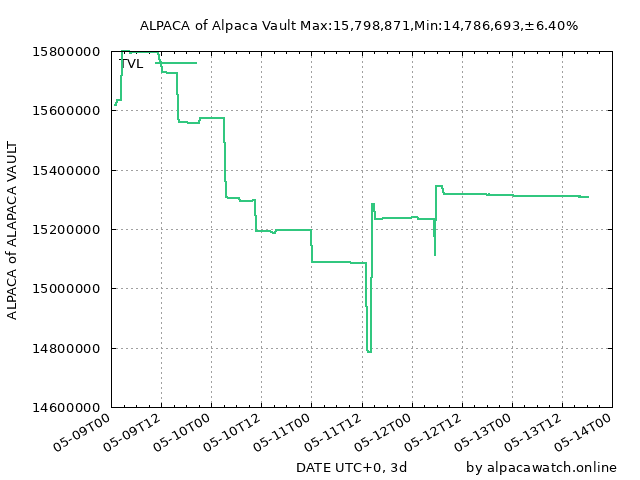 ALPACA of Alpaca Vault Max:15,798,871,Min:14,786,693,±6.40%
TVL
ALPACA of ALAPACA VAULT
15800000
15600000
15400000
15200000
15000000
14800000
14600000
05-09T00
05-09T12
05-10T00
05-10T12
05-11T00
05-11T12
05-12T00
05-12T12
05-13T00
05-13T12
05-14T00
DATE UTC+0, 3d
by alpacawatch.online